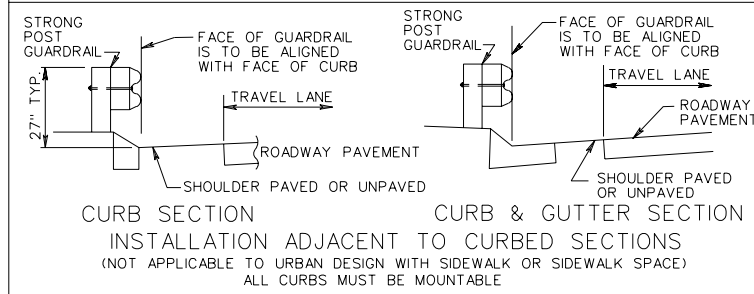 STRONG
POST
GUARDRAIL
FACE OF GUARDRAIL
IS TO BE ALIGNED
WITH FACE OF CURB
27" TYP.
TRAVEL LANE
ROADWAY PAVEMENT
SHOULDER PAVED OR UNPAVED
CURB SECTION
STRONG
POST
GUARDRAIL
FACE OF GUARDRAIL
IS TO BE ALIGNED
WITH FACE OF CURB
TRAVEL LANE
ROADWAY
PAVEMENT
SHOULDER PAVED
OR UNPAVED
CURB & GUTTER SECTION
INSTALLATION ADJACENT TO CURBED SECTIONS
(NOT APPLICABLE TO URBAN DESIGN WITH SIDEWALK OR SIDEWALK SPACE)
ALL CURBS MUST BE MOUNTABLE